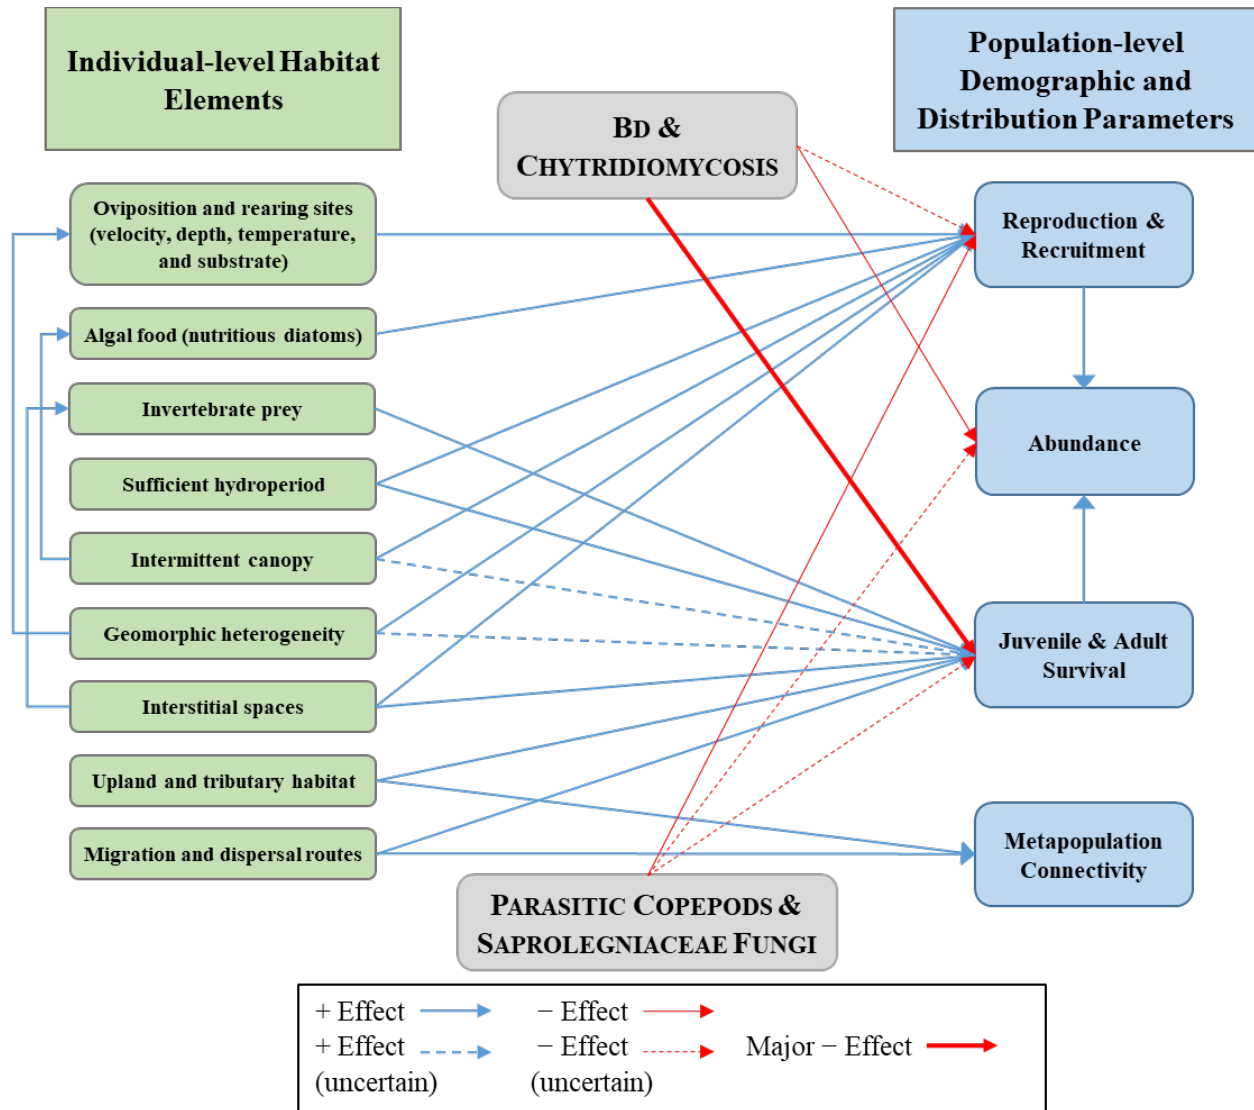 Individual-level Habitat
Elements
Population-level
Demographic and
Distribution Parameters
BD &
CHYTRIDIOMYCOSIS
Oviposition and rearing sites
(velocity, depth, temperature,
and substrate)
Algal food (nutritious diatoms)
Invertebrate prey
Sufficient hydroperiod
Intermittent canopy
Geomorphic heterogeneity
Interstitial spaces
Upland and tributary habitat
Migration and dispersal routes
Reproduction &
Recruitment
Abundance
Juvenile & Adult
Survival
Metapopulation
Connectivity
PARASITIC COPEPODS &
SAPROLEGNIACEAE FUNGI
+ Effect
+ Effect
(uncertain)
− Effect
− Effect
(uncertain)
Major − Effect